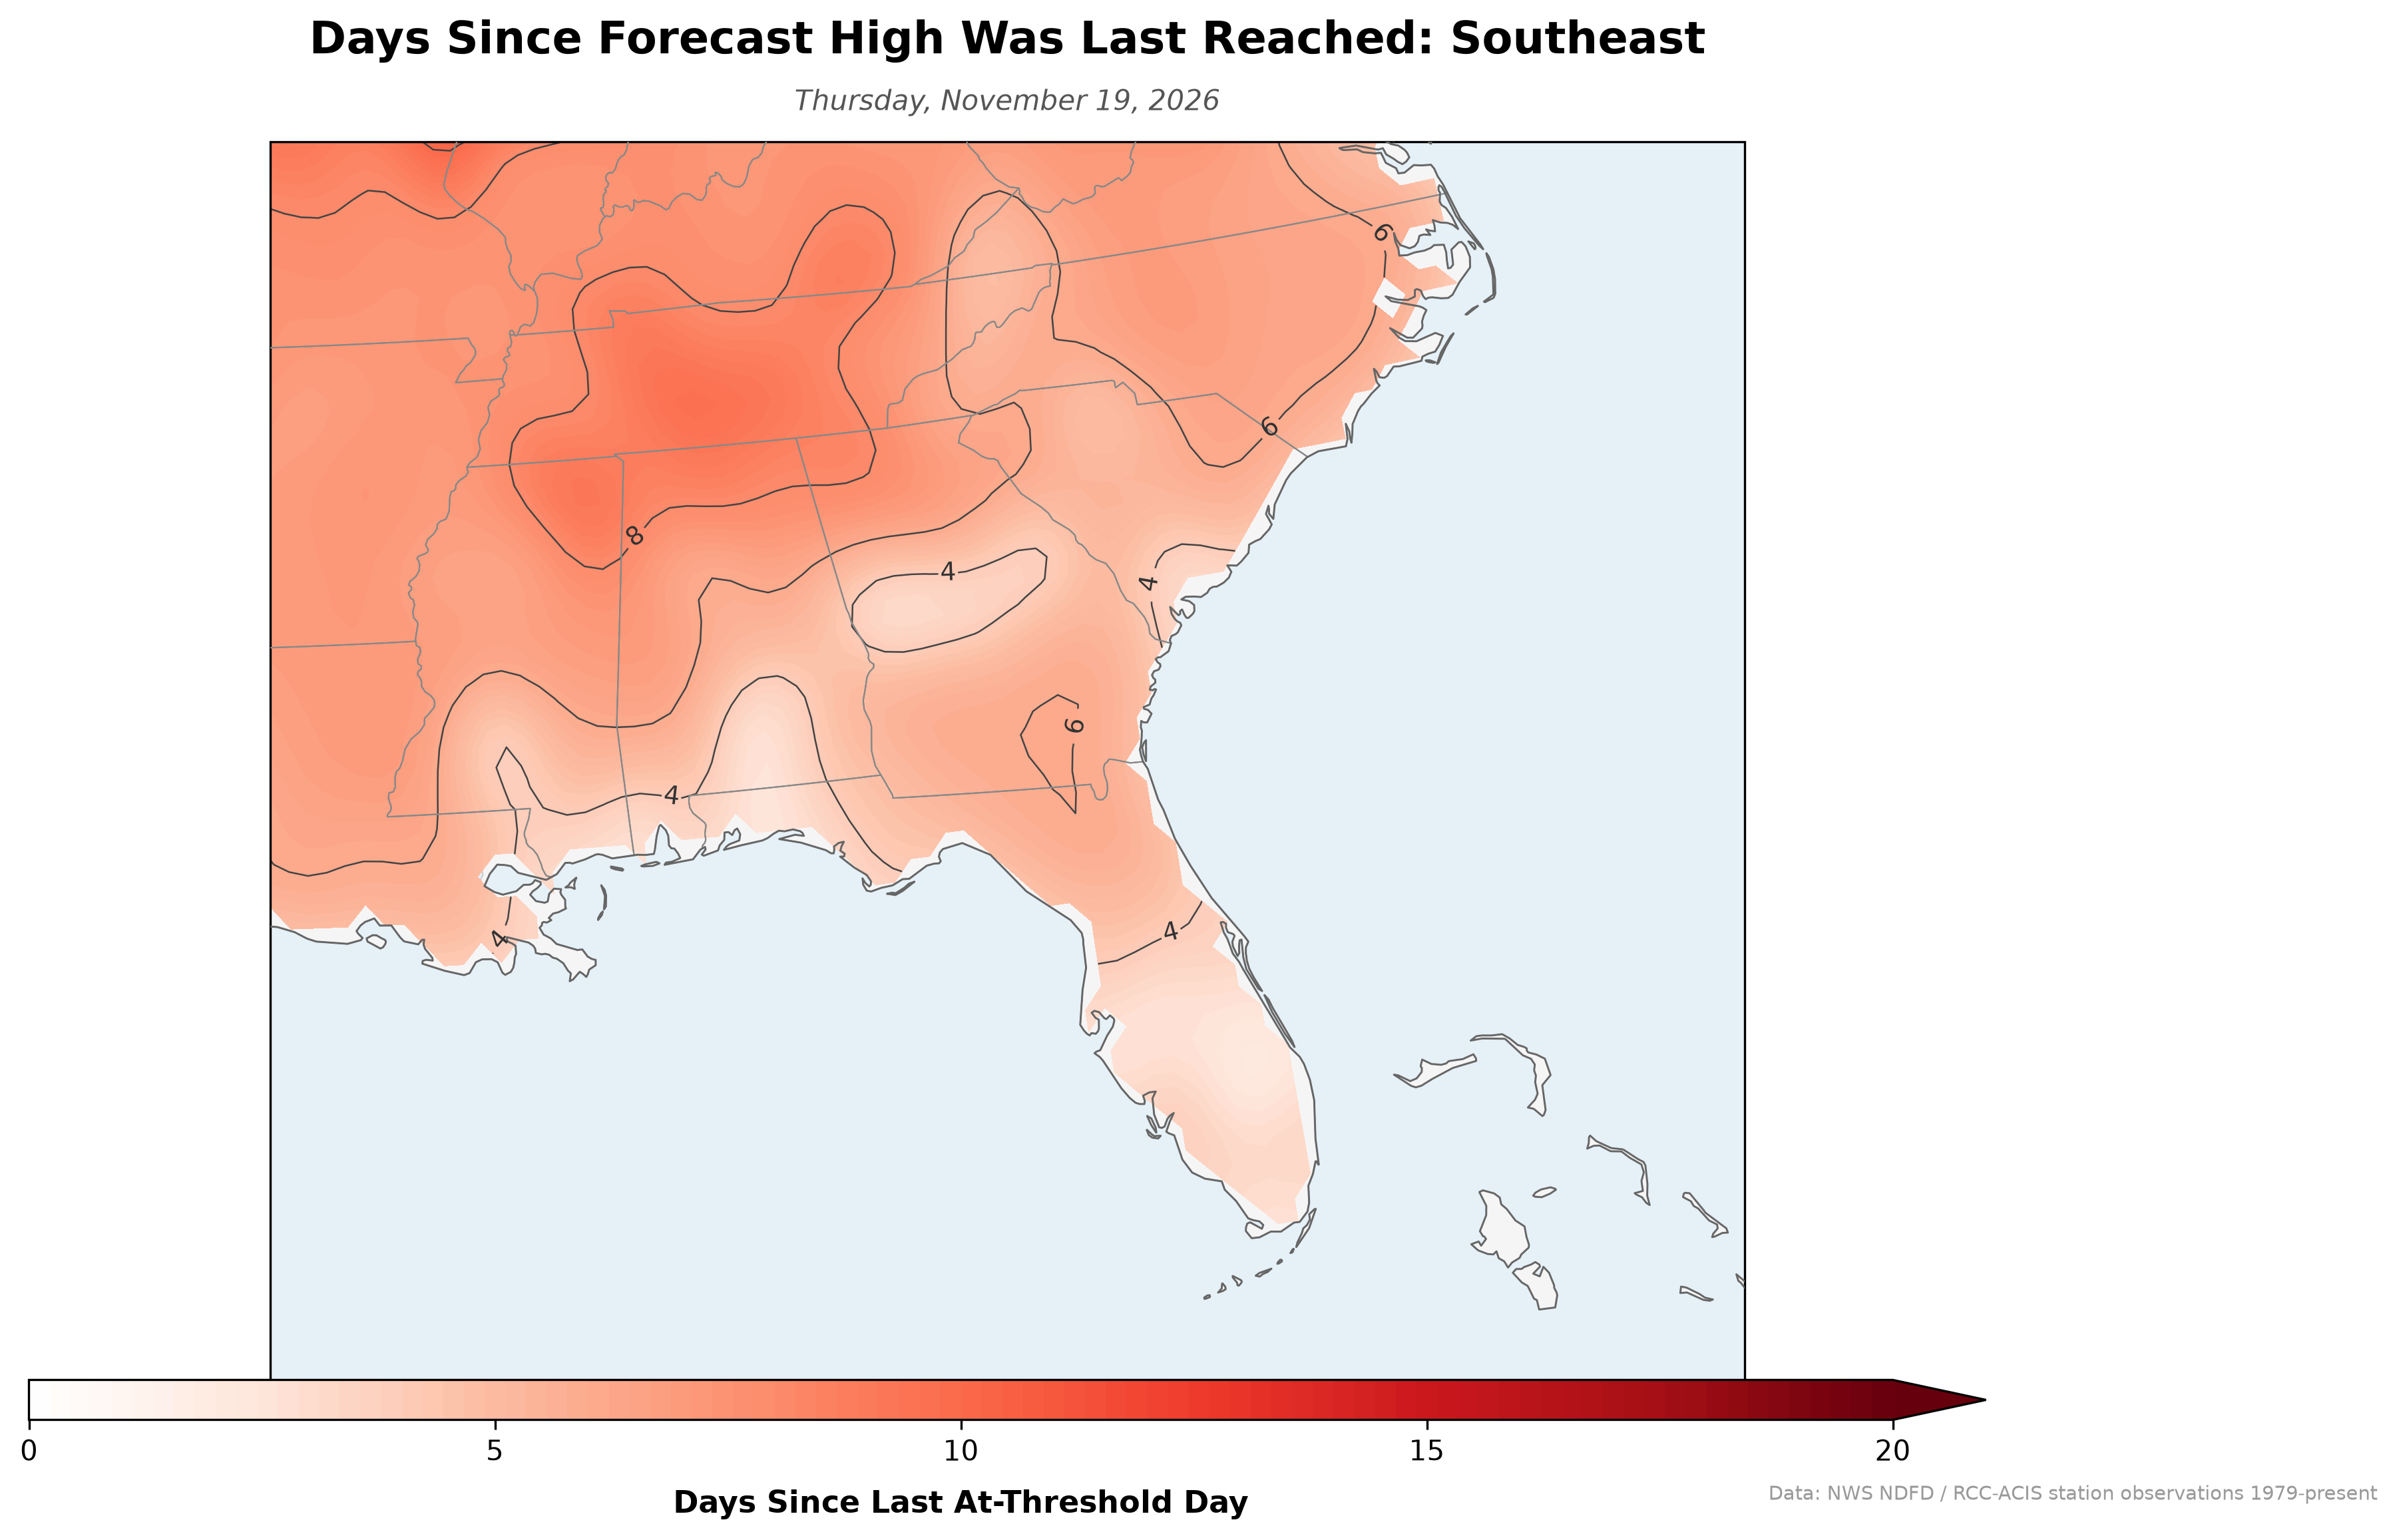 Days Since Forecast High Was Last Reached: Southeast
Thursday, November 19, 2026
6
6
8
4
4
6
4
4
4
0 5 10 15 20
Days Since Last At-Threshold Day
Data: NWS NDFD / RCC-ACIS station observations 1979-present